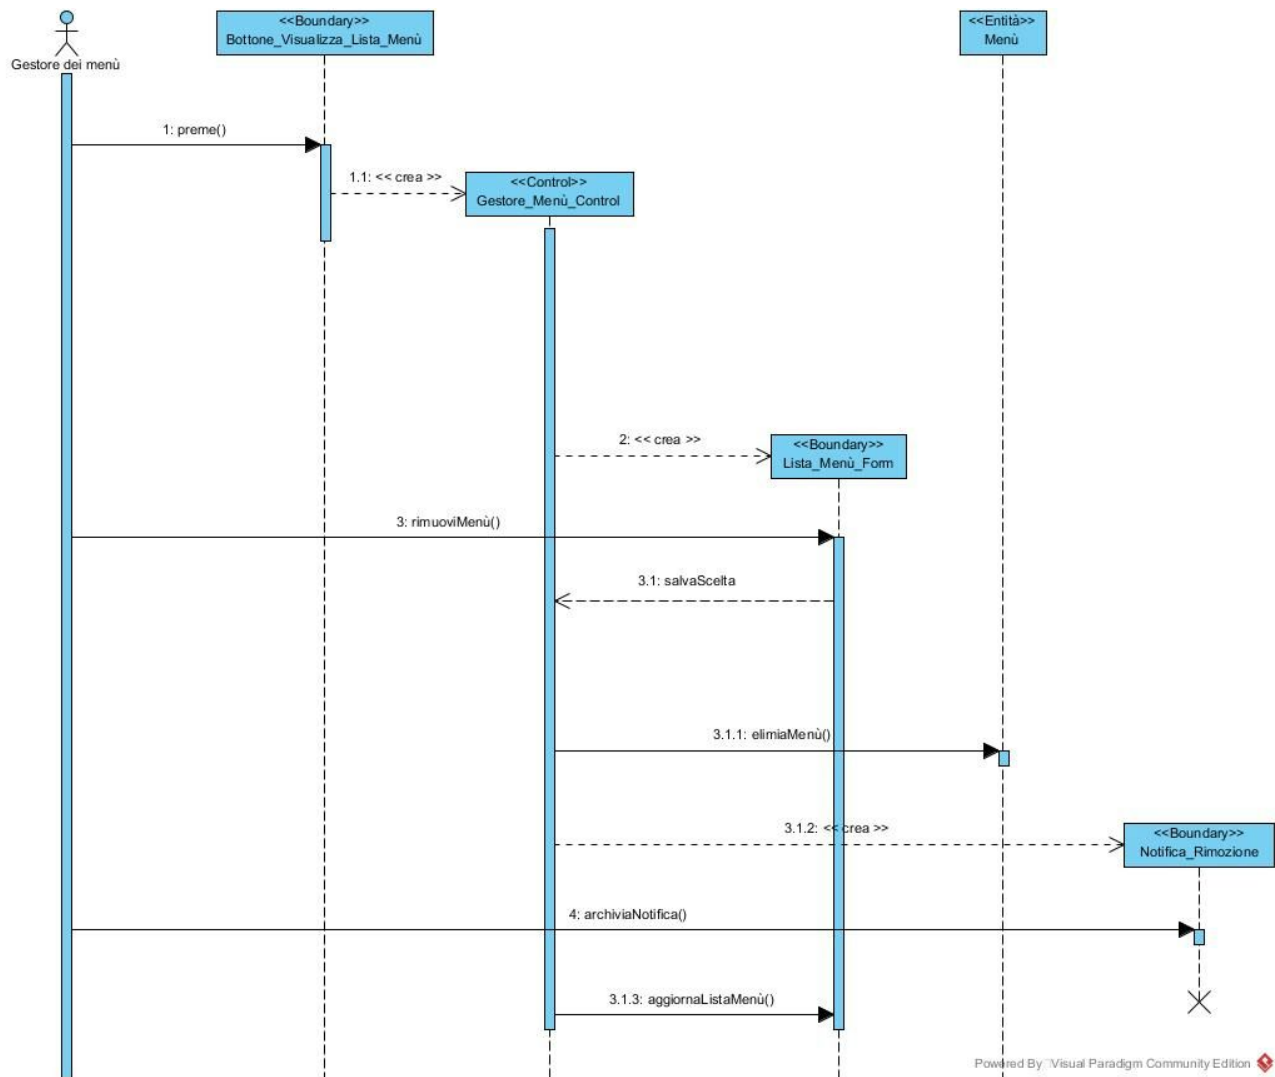 <<Boundary>>
Bottone_Visualizza_Lista_Menù
<<Entità>>
Menù
Gestore dei menù
1: preme()
1.1: << crea >>
<<Control>>
Gestore_Menù_Control
2: << crea >>
<<Boundary>>
Lista_Menù_Form
3: rimuoviMenù()
3.1: salvaScelta
3.1.1: elimiaMenù()
3.1.2: << crea >>
<<Boundary>>
Notifica_Rimozione
4: archiviaNotifica()
3.1.3: aggiornaListaMenù()
Powered By Visual Paradigm Community Edition